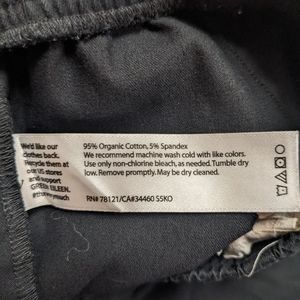 We'd like our
clothes back.
Recycle them at
our US stores
and support
GREEN EILEEN.
95% Organic Cotton, 5% Spandex
We recommend machine wash cold with like colors.
Use only non-chlorine bleach, as needed. Tumble dry
low. Remove promptly. May be dry cleaned.
RN# 78121/CA#34460 S5KO